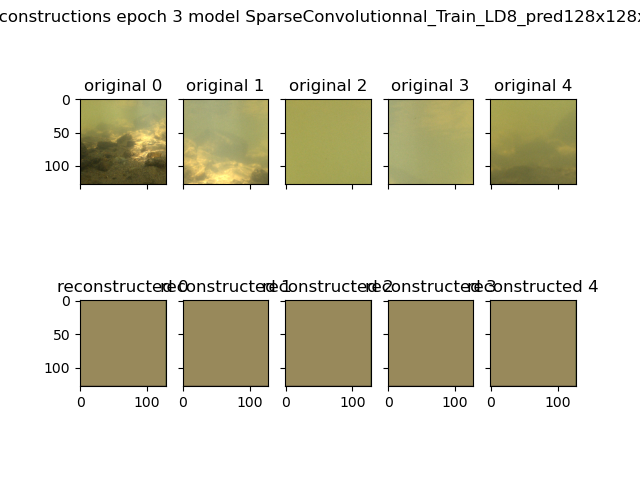 constructions epoch 3 model SparseConvolutionnal_Train_LD8_pred128x128x
original 0 original 1 original 2 original 3 original 4
0
50
100
reconstructed 0 reconstructed 1 reconstructed 2 reconstructed 3 reconstructed 4
0
50
100
0 100 0 100 0 100 0 100 0 100